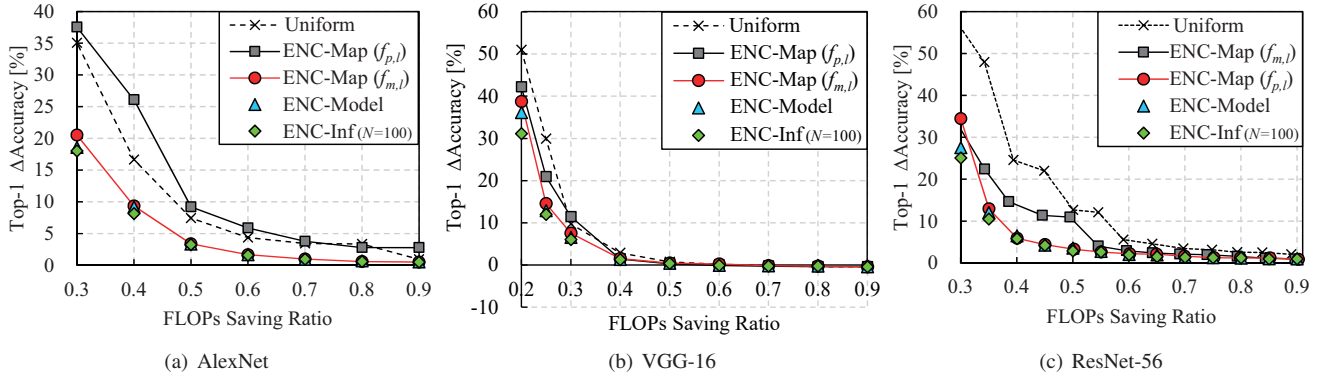 Top-1 ΔAccuracy [%]
40
35
30
25
20
15
10
5
0
0.3 0.4 0.5 0.6 0.7 0.8 0.9
FLOPs Saving Ratio
Uniform
ENC-Map (fp,l)
ENC-Map (fm,l)
ENC-Model
ENC-Inf (N=100)
(a) AlexNet
Top-1 ΔAccuracy [%]
60
50
40
30
20
10
0
-10
0.2 0.3 0.4 0.5 0.6 0.7 0.8 0.9
FLOPs Saving Ratio
Uniform
ENC-Map (fp,l)
ENC-Map (fm,l)
ENC-Model
ENC-Inf (N=100)
(b) VGG-16
Top-1 ΔAccuracy [%]
60
50
40
30
20
10
0
0.3 0.4 0.5 0.6 0.7 0.8 0.9
FLOPs Saving Ratio
Uniform
ENC-Map (fm,l)
ENC-Map (fp,l)
ENC-Model
ENC-Inf (N=100)
(c) ResNet-56